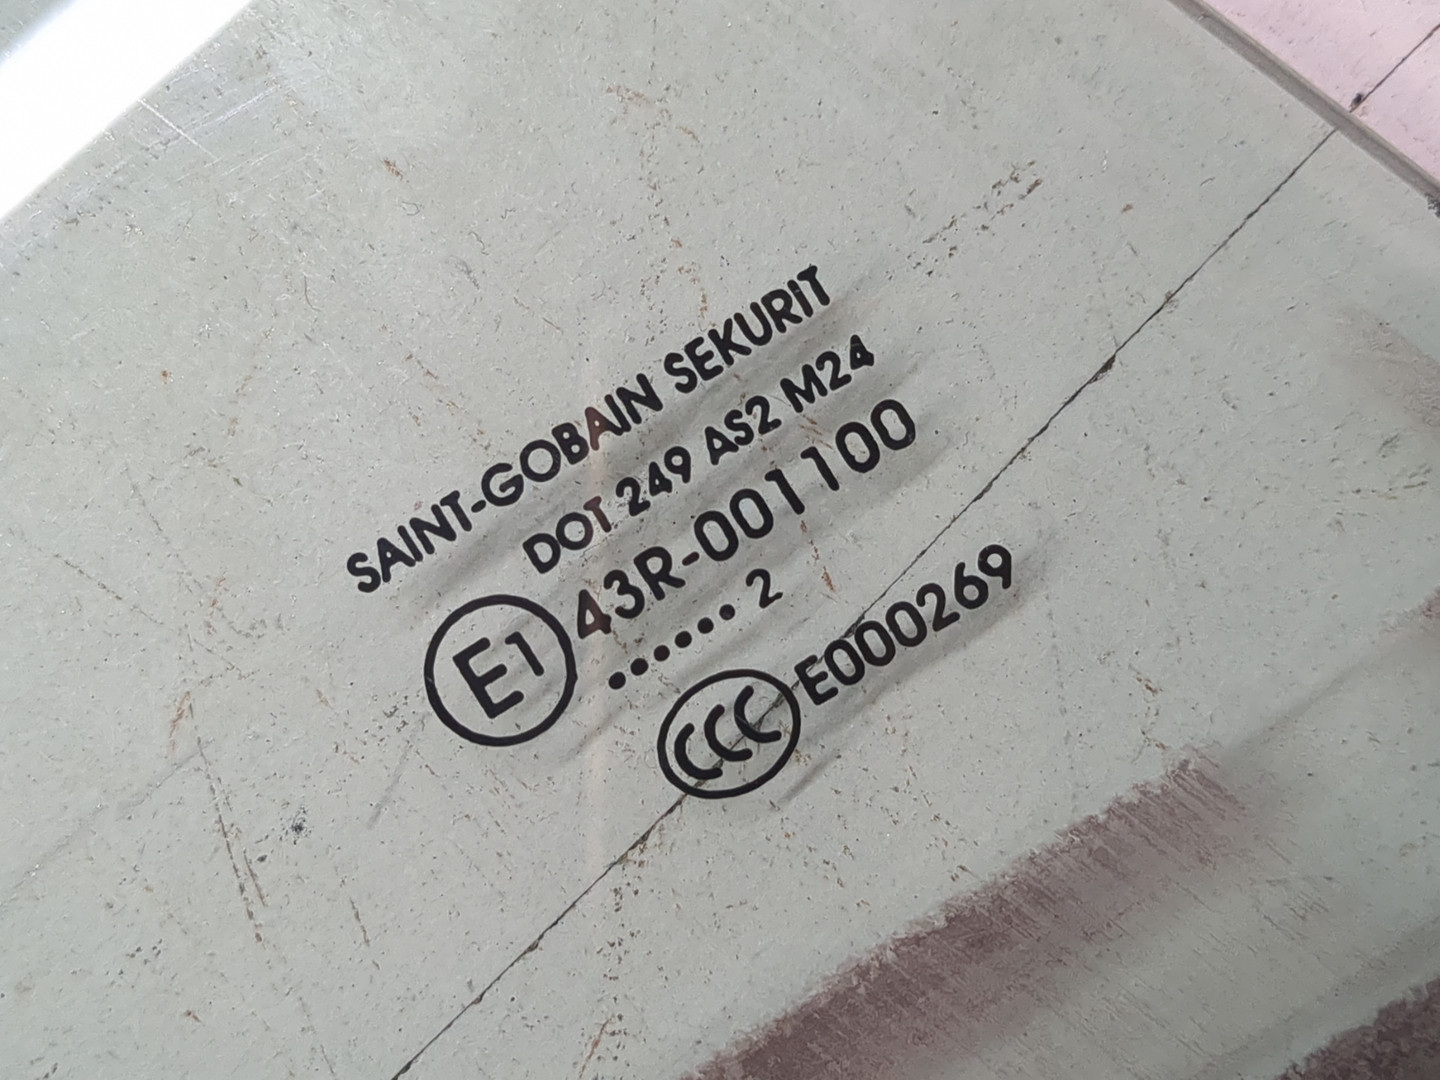 SAINT-GOBAIN SEKURIT
DOT 249 AS2 M24
E1 43R-001100
•••••• 2
CCC E000269